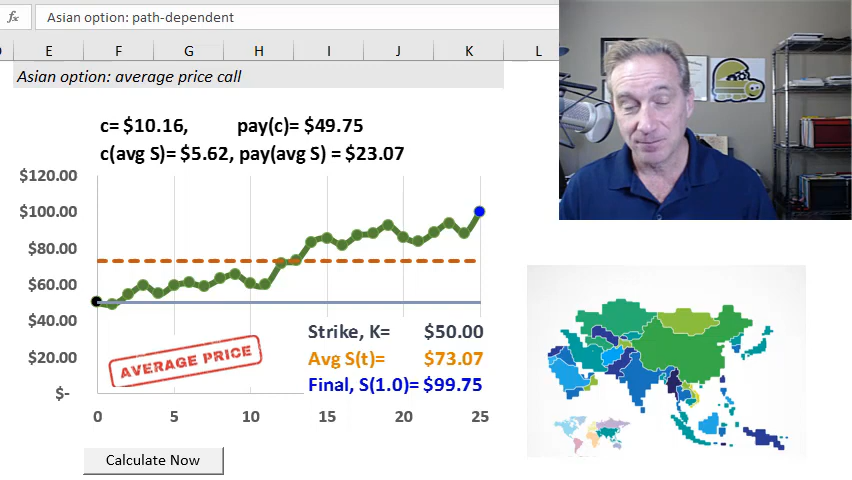 fx Asian option: path-dependent
E F G H I J K L
Asian option: average price call
c= $10.16, pay(c)= $49.75
c(avg S)= $5.62, pay(avg S) = $23.07
$120.00
$100.00
$80.00
$60.00
$40.00
$20.00
$-
AVERAGE PRICE
Strike, K= $50.00
Avg S(t)= $73.07
Final, S(1.0)= $99.75
0 5 10 15 20 25
Calculate Now